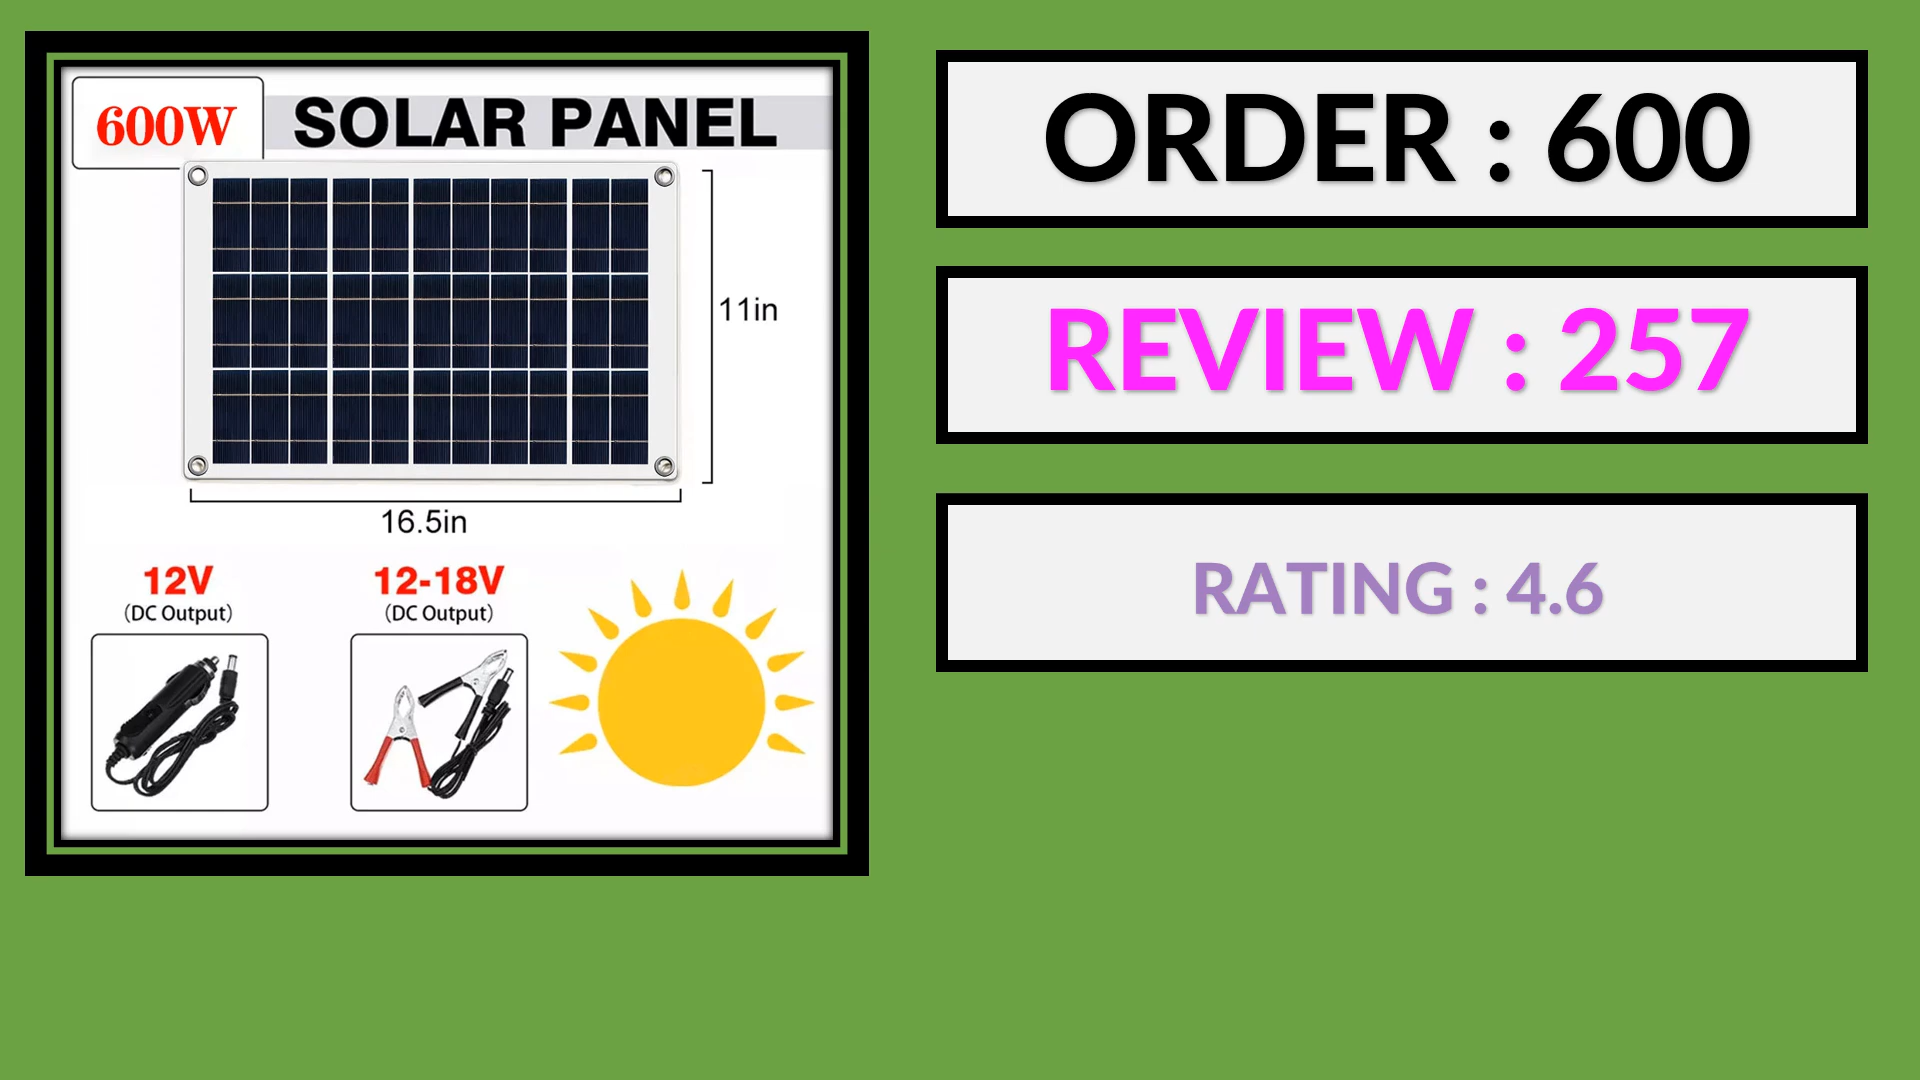 600W
SOLAR PANEL
11in
16.5in
12V
(DC Output)
12-18V
(DC Output)
ORDER : 600
REVIEW : 257
RATING : 4.6